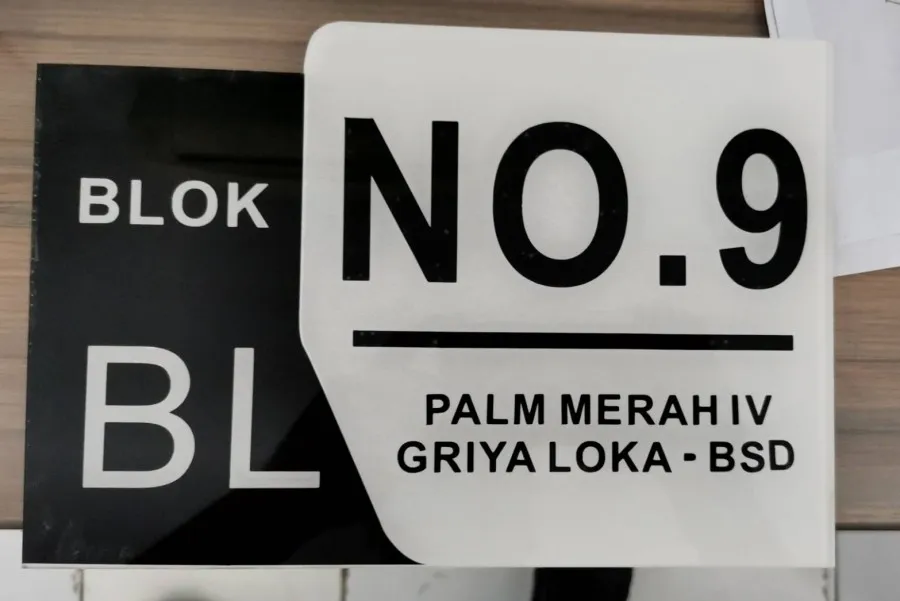 BLOK
BL
NO.9
PALM MERAH IV
GRIYA LOKA - BSD